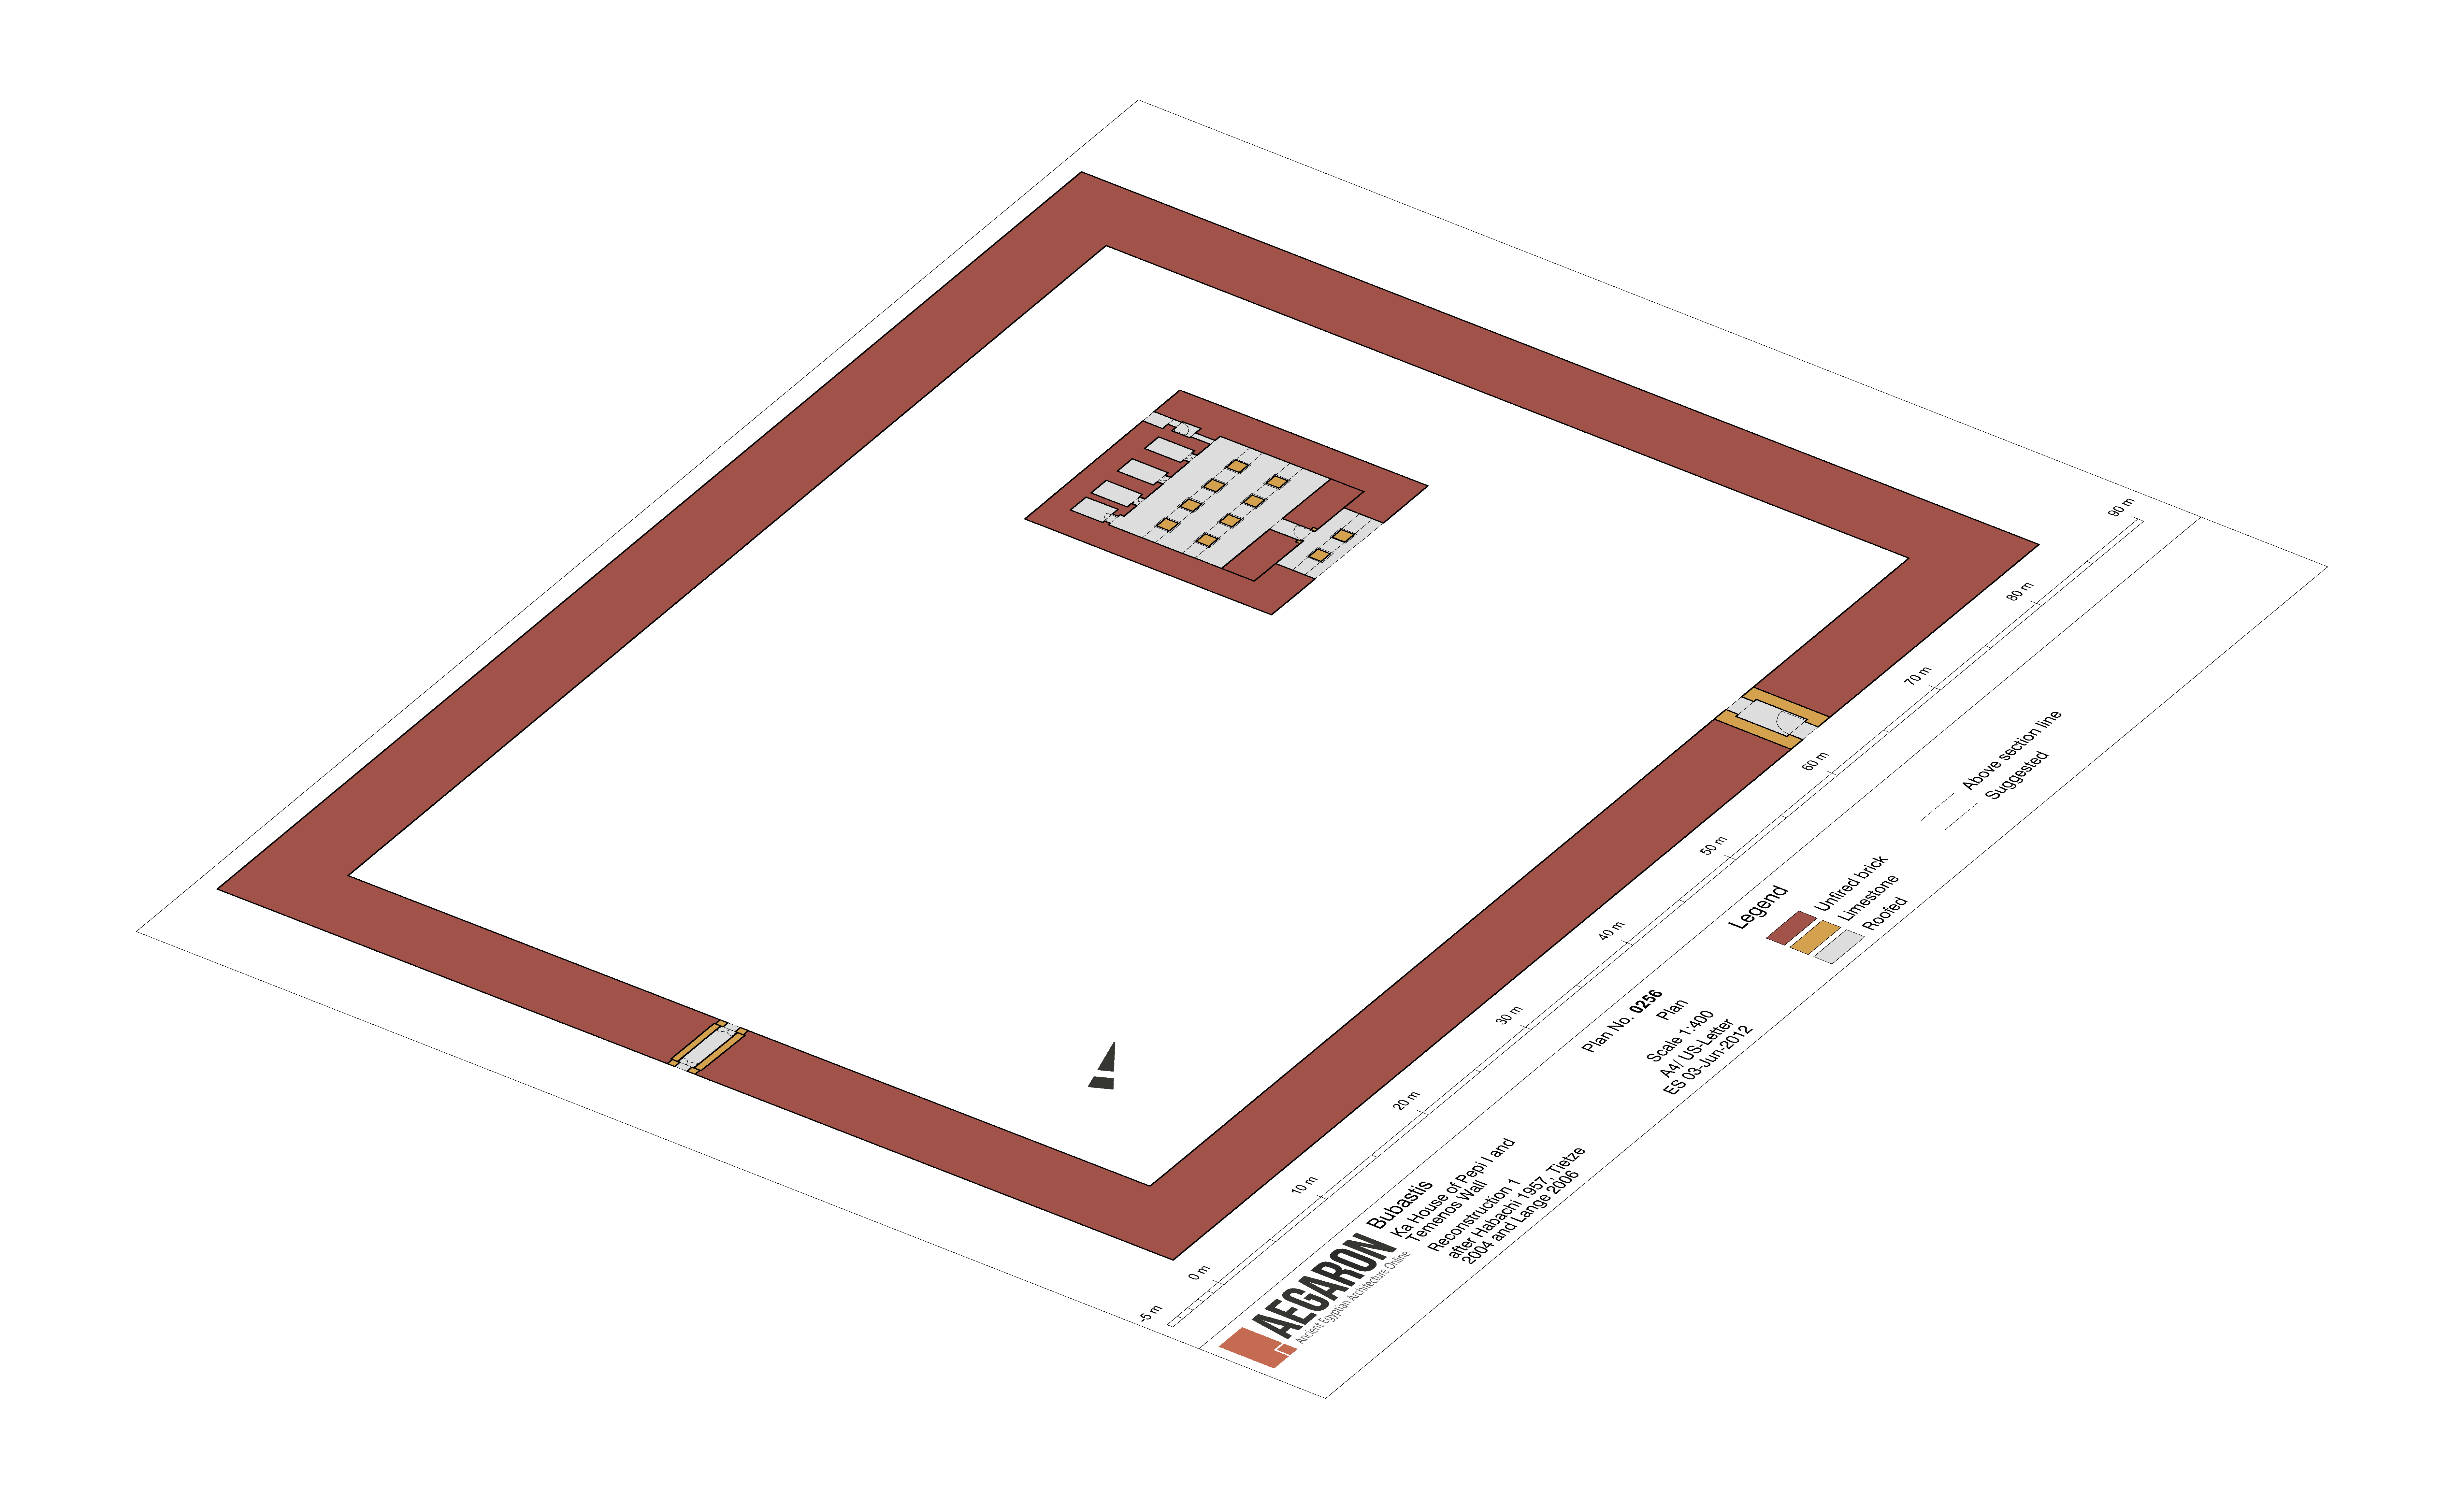 90 m
80 m
70 m
60 m
50 m
40 m
30 m
20 m
10 m
0 m
-5 m
AEGARON
Ancient Egyptian Architecture Online
Bubastis
Ka House of Pepi I and
Temenos Wall
Reconstruction 1
after Habachi 1957, Tietze
2004 and Lange 2006
Plan No. 0256
Plan
Scale 1:400
A4/ US-Letter
ES 03-Jun-2012
Legend
Unfired brick
Limestone
Roofed
Above section line
Suggested